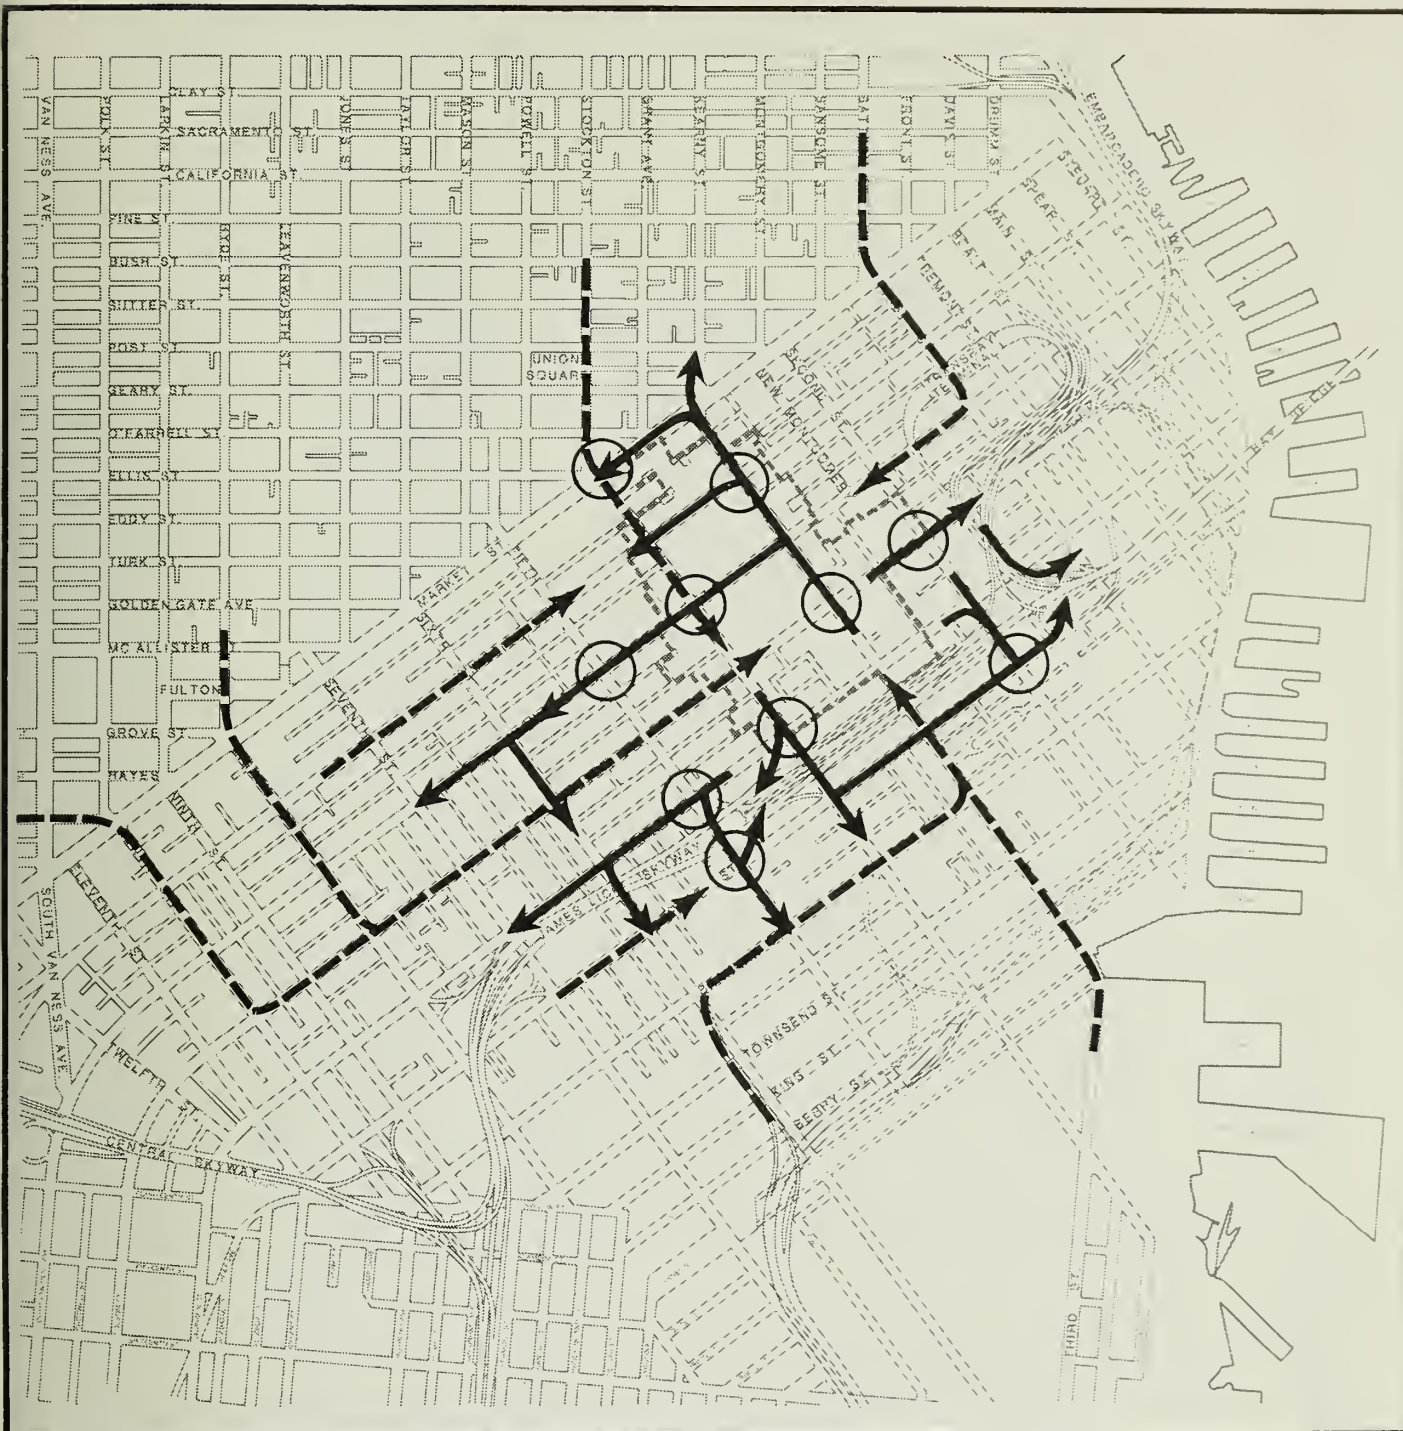 CLAY ST.
SACRAMENTO ST.
CALIFORNIA ST.
PINE ST.
BUSH ST.
SUTTER ST.
POST ST.
GEARY ST.
O'FARRELL ST.
ELLIS ST.
EDDY ST.
TURK ST.
GOLDEN GATE AVE
MC ALLISTER ST.
FULTON
GROVE ST.
HAYES
VAN NESS AVE.
POLK ST.
LARKIN ST.
HYDE ST.
LEAVENWORTH ST
JONES ST
TAYLOR ST.
MASON ST
POWELL ST.
STOCKTON ST.
GRANT AVE.
KEARNY ST.
MONTGOMERY ST
SANSOME ST.
FRONT ST
DAVIS ST
DRUMM ST
EMBARCADERO SKYWAY
STEUART ST
SPEAR ST
MAIN
FREMONT ST
UNION
SQUARE
SECOND ST.
NEW MONTGOMERY
MARKET ST
SIXTH
SEVENTH ST
NINTH ST.
ELEVENTH ST
SOUTH VAN NESS AVE
TWELFTH ST
CENTRAL SKYWAY
JAMES LICK SKYWAY
TOWNSEND ST
KING ST.
BERRY ST.
THIRD ST